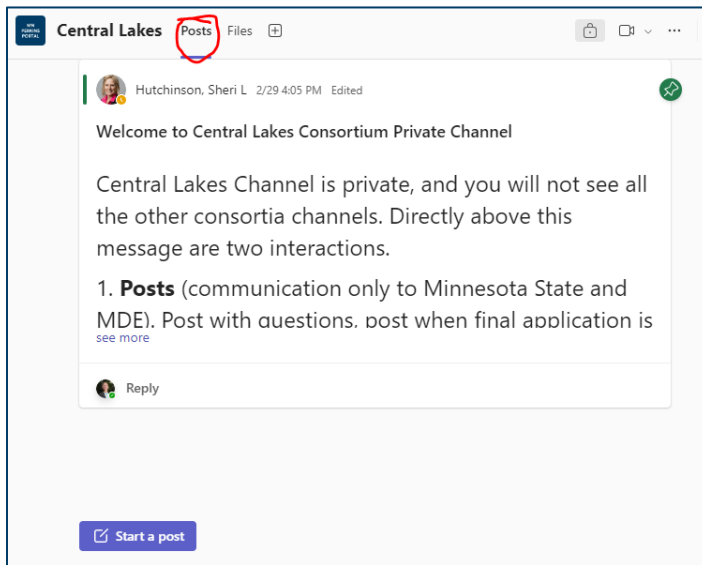 NEW
PERKINS
PORTAL
Central Lakes Posts Files
Hutchinson, Sheri L 2/29 4:05 PM Edited
Welcome to Central Lakes Consortium Private Channel
Central Lakes Channel is private, and you will not see all
the other consortia channels. Directly above this
message are two interactions.
1. Posts (communication only to Minnesota State and
MDE). Post with questions, post when final application is
see more
Reply
Start a post